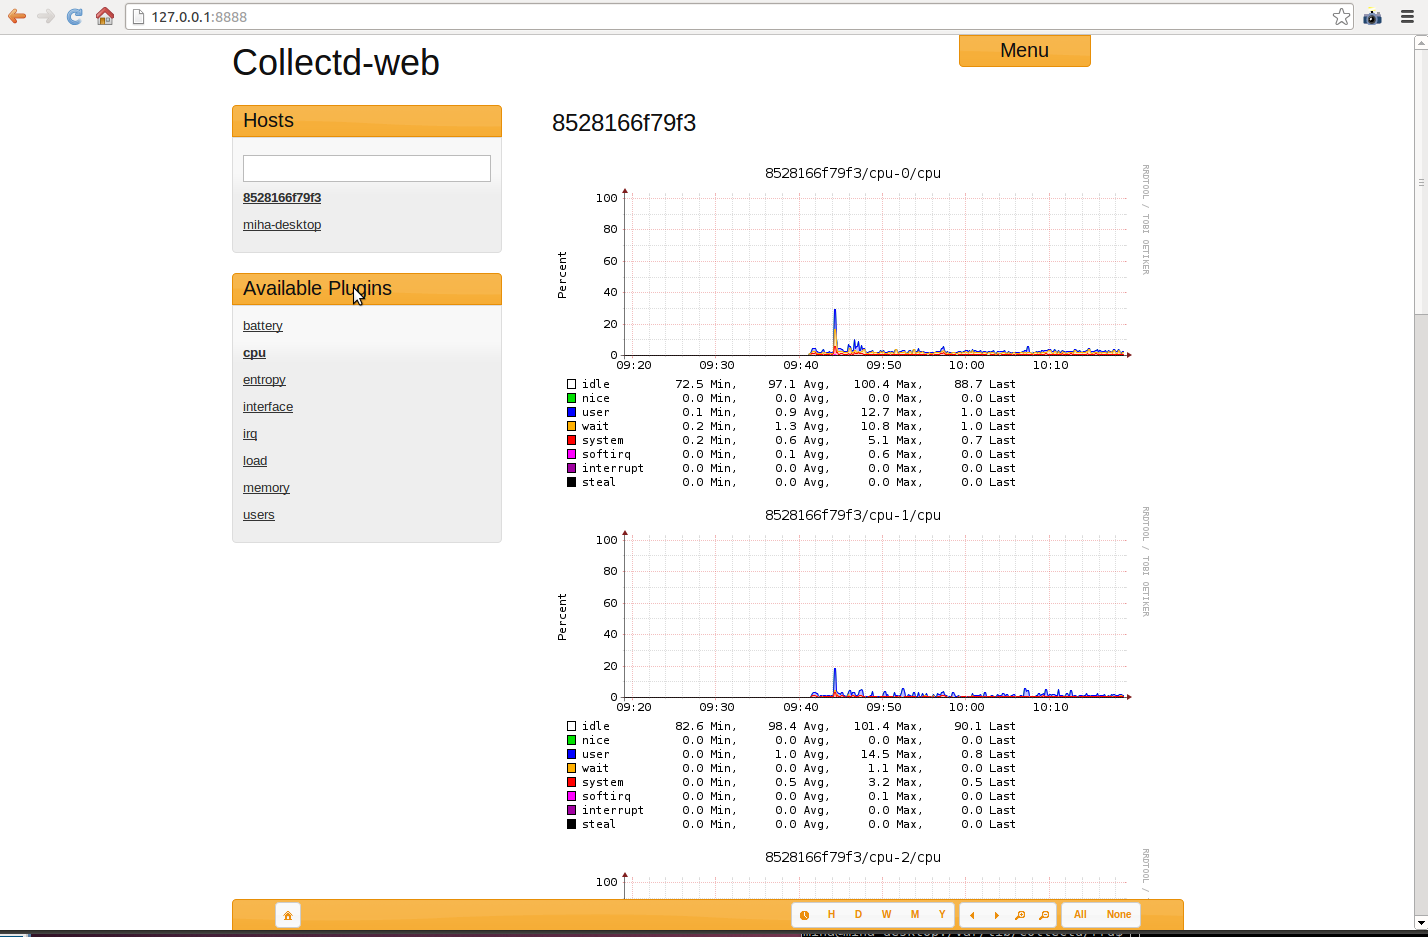 127.0.0.1:8888
Collectd-web
Menu
Hosts
8528166f79f3
miha-desktop
Available Plugins
battery
cpu
entropy
interface
irq
load
memory
users
8528166f79f3
8528166f79f3/cpu-0/cpu
RRDTOOL / TOBI OETIKER
Percent
100
80
60
40
20
0
09:20 09:30 09:40 09:50 10:00 10:10
idle 72.5 Min, 97.1 Avg, 100.4 Max, 88.7 Last
nice 0.0 Min, 0.0 Avg, 0.0 Max, 0.0 Last
user 0.1 Min, 0.9 Avg, 12.7 Max, 1.0 Last
wait 0.2 Min, 1.3 Avg, 10.8 Max, 1.0 Last
system 0.2 Min, 0.6 Avg, 5.1 Max, 0.7 Last
softirq 0.0 Min, 0.1 Avg, 0.6 Max, 0.0 Last
interrupt 0.0 Min, 0.0 Avg, 0.0 Max, 0.0 Last
steal 0.0 Min, 0.0 Avg, 0.0 Max, 0.0 Last
8528166f79f3/cpu-1/cpu
RRDTOOL / TOBI OETIKER
Percent
100
80
60
40
20
0
09:20 09:30 09:40 09:50 10:00 10:10
idle 82.6 Min, 98.4 Avg, 101.4 Max, 90.1 Last
nice 0.0 Min, 0.0 Avg, 0.0 Max, 0.0 Last
user 0.0 Min, 1.0 Avg, 14.5 Max, 0.8 Last
wait 0.0 Min, 0.0 Avg, 1.1 Max, 0.0 Last
system 0.0 Min, 0.5 Avg, 3.2 Max, 0.5 Last
softirq 0.0 Min, 0.0 Avg, 0.1 Max, 0.0 Last
interrupt 0.0 Min, 0.0 Avg, 0.0 Max, 0.0 Last
steal 0.0 Min, 0.0 Avg, 0.0 Max, 0.0 Last
8528166f79f3/cpu-2/cpu
RRDTOOL /
100
H D W M Y All None